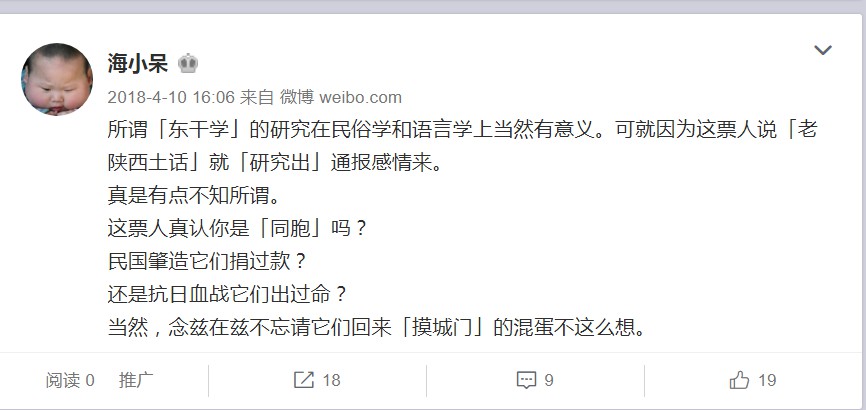 海小呆
2018-4-10 16:06 来自 微博 weibo.com
所谓「东干学」的研究在民俗学和语言学上当然有意义。可就因为这票人说「老
陕西土话」就「研究出」通报感情来。
真是有点不知所谓。
这票人真认你是「同胞」吗？
民国肇造它们捐过款？
还是抗日血战它们出过命？
当然，念兹在兹不忘请它们回来「摸城门」的混蛋不这么想。
阅读 0 推广 18 9 19